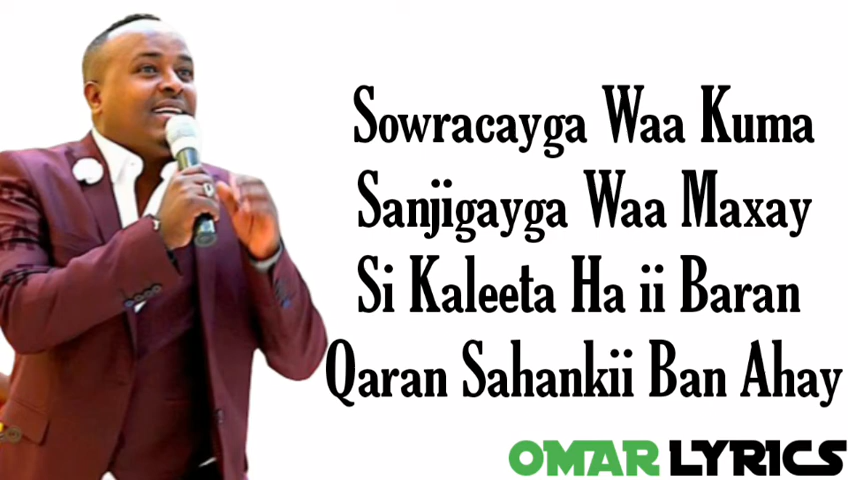 Sowracayga Waa Kuma
Sanjigayga Waa Maxay
Si Kaleeta Ha ii Baran
Qaran Sahankii Ban Ahay
OMAR LYRICS